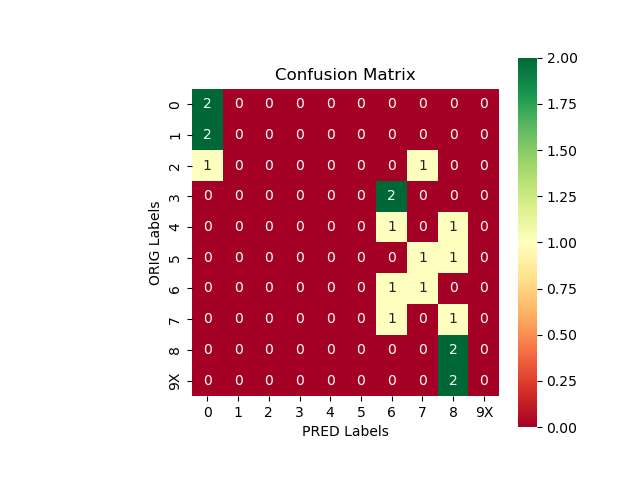 Confusion Matrix
ORIG Labels
0 2 0 0 0 0 0 0 0 0 0
1 2 0 0 0 0 0 0 0 0 0
2 1 0 0 0 0 0 0 1 0 0
3 0 0 0 0 0 0 2 0 0 0
4 0 0 0 0 0 0 1 0 1 0
5 0 0 0 0 0 0 0 1 1 0
6 0 0 0 0 0 0 1 1 0 0
7 0 0 0 0 0 0 1 0 1 0
8 0 0 0 0 0 0 0 0 2 0
9X 0 0 0 0 0 0 0 0 2 0
0 1 2 3 4 5 6 7 8 9X
PRED Labels
2.00
1.75
1.50
1.25
1.00
0.75
0.50
0.25
0.00